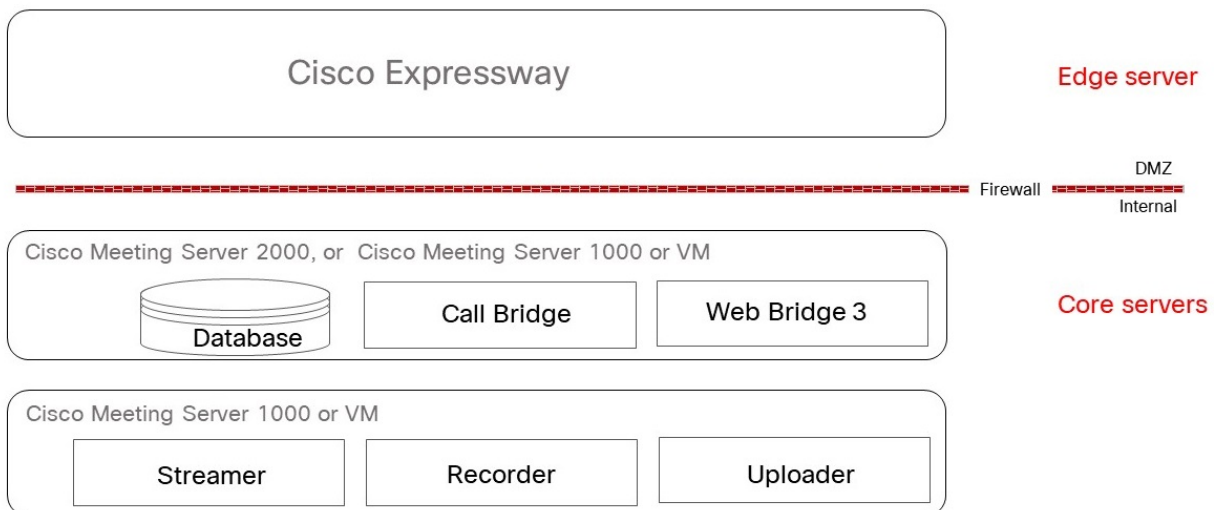 Cisco Expressway
Edge server
DMZ
Firewall
Internal
Cisco Meeting Server 2000, or Cisco Meeting Server 1000 or VM
Database
Call Bridge
Web Bridge 3
Core servers
Cisco Meeting Server 1000 or VM
Streamer
Recorder
Uploader